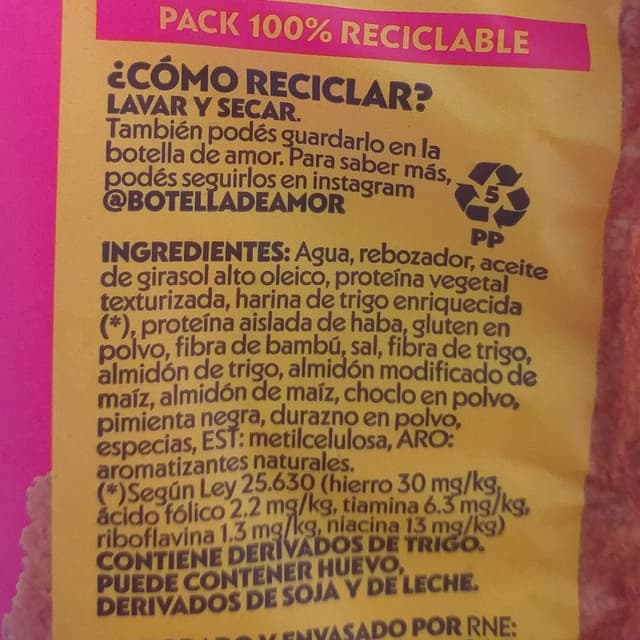 PACK 100% RECICLABLE
¿CÓMO RECICLAR?
LAVAR Y SECAR.
También podés guardarlo en la
botella de amor. Para saber más,
podés seguirlos en instagram
@BOTELLADEAMOR
5
PP
INGREDIENTES: Agua, rebozador, aceite
de girasol alto oleico, proteína vegetal
texturizada, harina de trigo enriquecida
(*), proteína aislada de haba, gluten en
polvo, fibra de bambú, sal, fibra de trigo,
almidón de trigo, almidón modificado de
maíz, almidón de maíz, choclo en polvo,
pimienta negra, durazno en polvo,
especias, EST: metilcelulosa, ARO:
aromatizantes naturales.
(*)Según Ley 25.630 (hierro 30 mg/kg,
ácido fólico 2.2 mg/kg, tiamina 6.3 mg/kg,
riboflavina 1.3 mg/kg, niacina 13 mg/kg)
CONTIENE DERIVADOS DE TRIGO.
PUEDE CONTENER HUEVO,
DERIVADOS DE SOJA Y DE LECHE.
Y ENVASADO POR RNE: